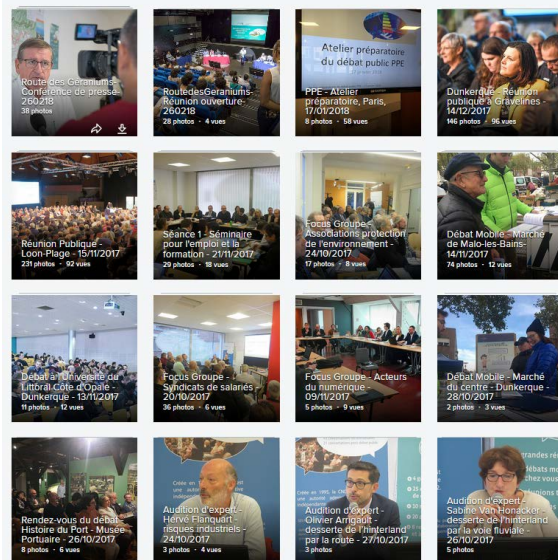 Atelier préparatoire
du débat public PPE
Route des Géraniums-
Conférence de presse-
260218
38 photos
RoutedesGeraniums-
Réunion ouverture-
260218
28 photos · 4 vues
PPE - Atelier
préparatoire, Paris,
17/01/2018
8 photos · 58 vues
Dunkerque - Réunion
publique à Gravelines -
14/12/2017
146 photos · 96 vues
Réunion Publique -
Loon-Plage - 15/11/2017
231 photos · 92 vues
Séance 1 - Séminaire
pour l'emploi et la
formation - 21/11/2017
29 photos · 18 vues
Focus Groupe -
Associations protection
de l'environnement -
24/10/2017
17 photos · 8 vues
Débat Mobile - Marché
de Malo-les-Bains-
14/11/2017
74 photos · 12 vues
Débat à l'Université du
Littoral Côte d'Opale -
Dunkerque - 13/11/2017
11 photos · 12 vues
Focus Groupe -
Syndicats de salariés -
20/10/2017
36 photos · 6 vues
Focus Groupe - Acteurs
du numérique -
09/11/2017
5 photos · 9 vues
Débat Mobile - Marché
du centre - Dunkerque -
28/10/2017
2 photos · 3 vues
Rendez-vous du débat -
Histoire du Port - Musée
Portuaire - 26/10/2017
8 photos · 6 vues
Audition d'expert -
Hervé Flanquart -
risques industriels -
24/10/2017
3 photos · 4 vues
Audition d'expert -
Olivier Arrigault -
desserte de l'hinterland
par la route - 27/10/2017
3 photos
Audition d'expert -
Sabine Van Honacker -
desserte de l'hinterland
par la voie fluviale -
26/10/2017
5 photos